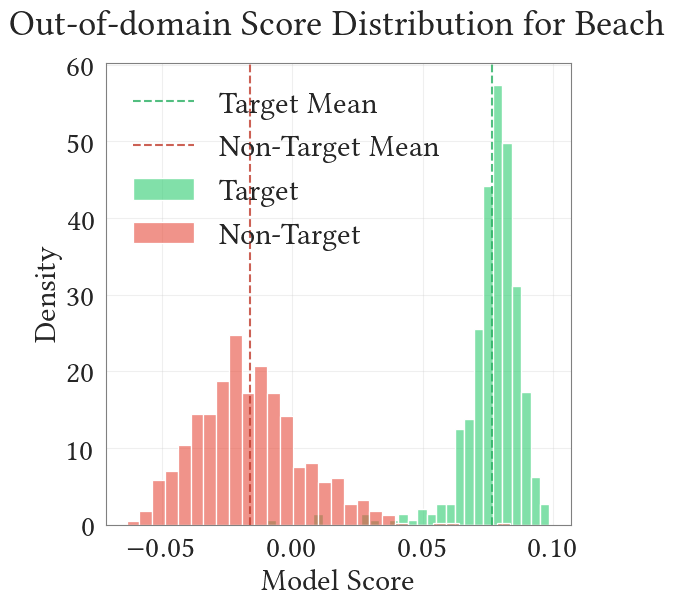 Out-of-domain Score Distribution for Beach
60
50
40
30
20
10
0
Density
Target Mean
Non-Target Mean
Target
Non-Target
−0.05
0.00
0.05
0.10
Model Score